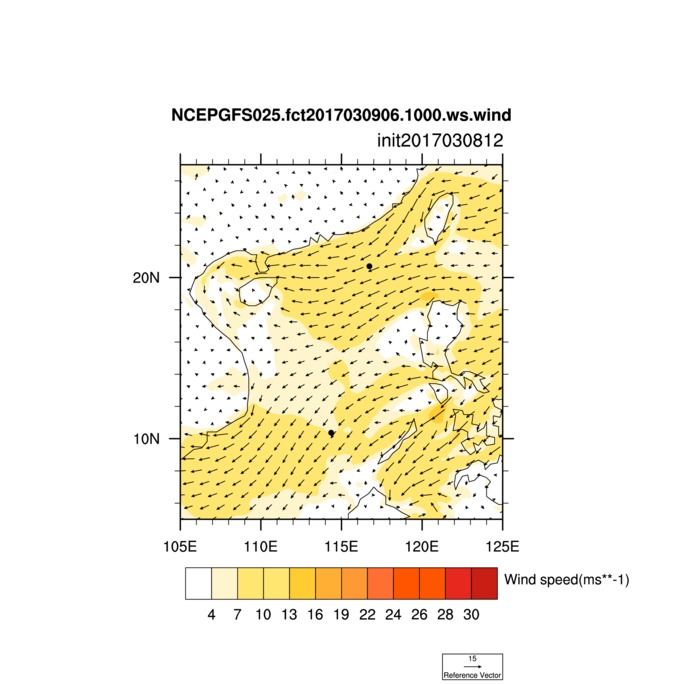 NCEPGFS025.fct2017030906.1000.ws.wind
init2017030812
20N
10N
105E 110E 115E 120E 125E
Wind speed(ms**-1)
4 7 10 13 16 19 22 24 26 28 30
15
Reference Vector